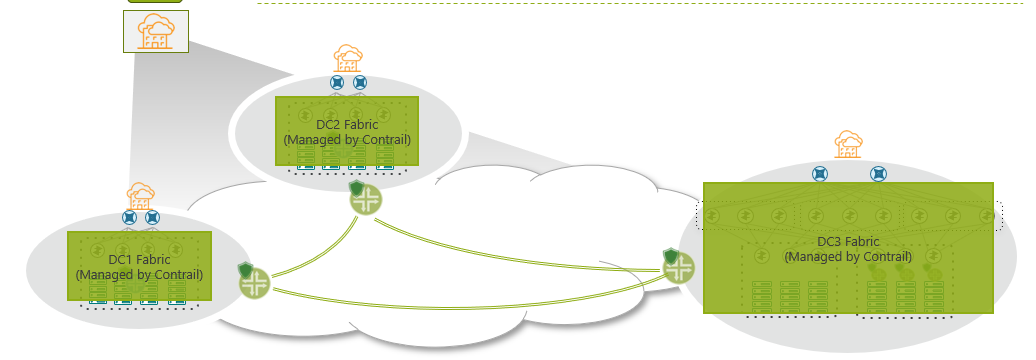 DC2 Fabric
(Managed by Contrail)
DC1 Fabric
(Managed by Contrail)
DC3 Fabric
(Managed by Contrail)